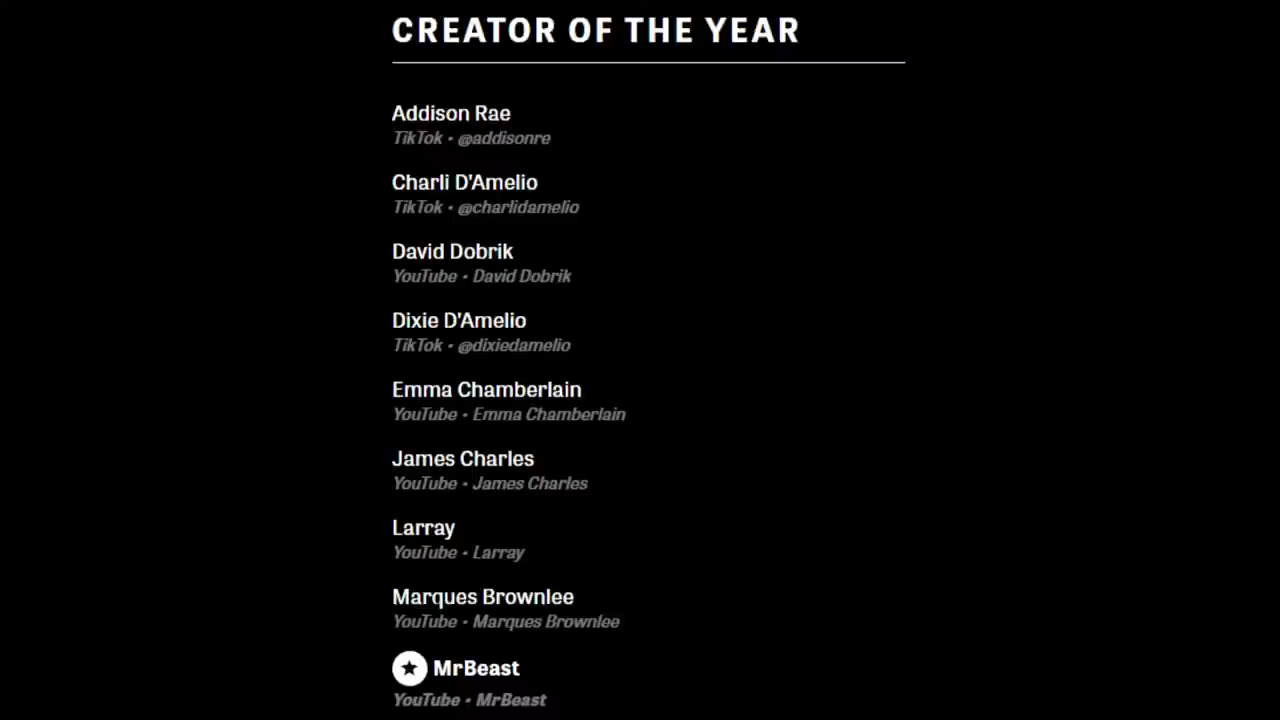 CREATOR OF THE YEAR
Addison Rae
TikTok • @addisonre
Charli D'Amelio
TikTok • @charlidamelio
David Dobrik
YouTube • David Dobrik
Dixie D'Amelio
TikTok • @dixiedamelio
Emma Chamberlain
YouTube • Emma Chamberlain
James Charles
YouTube • James Charles
Larray
YouTube • Larray
Marques Brownlee
YouTube • Marques Brownlee
MrBeast
YouTube • MrBeast